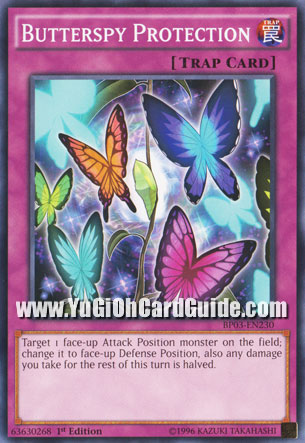 BUTTERSPY PROTECTION
TRAP
罠
[TRAP CARD]
www.YuGiOhCardGuide.com
BP03-EN230
Target 1 face-up Attack Position monster on the field;
change it to face-up Defense Position, also any damage
you take for the rest of this turn is halved.
63630268 1st Edition ©1996 KAZUKI TAKAHASHI